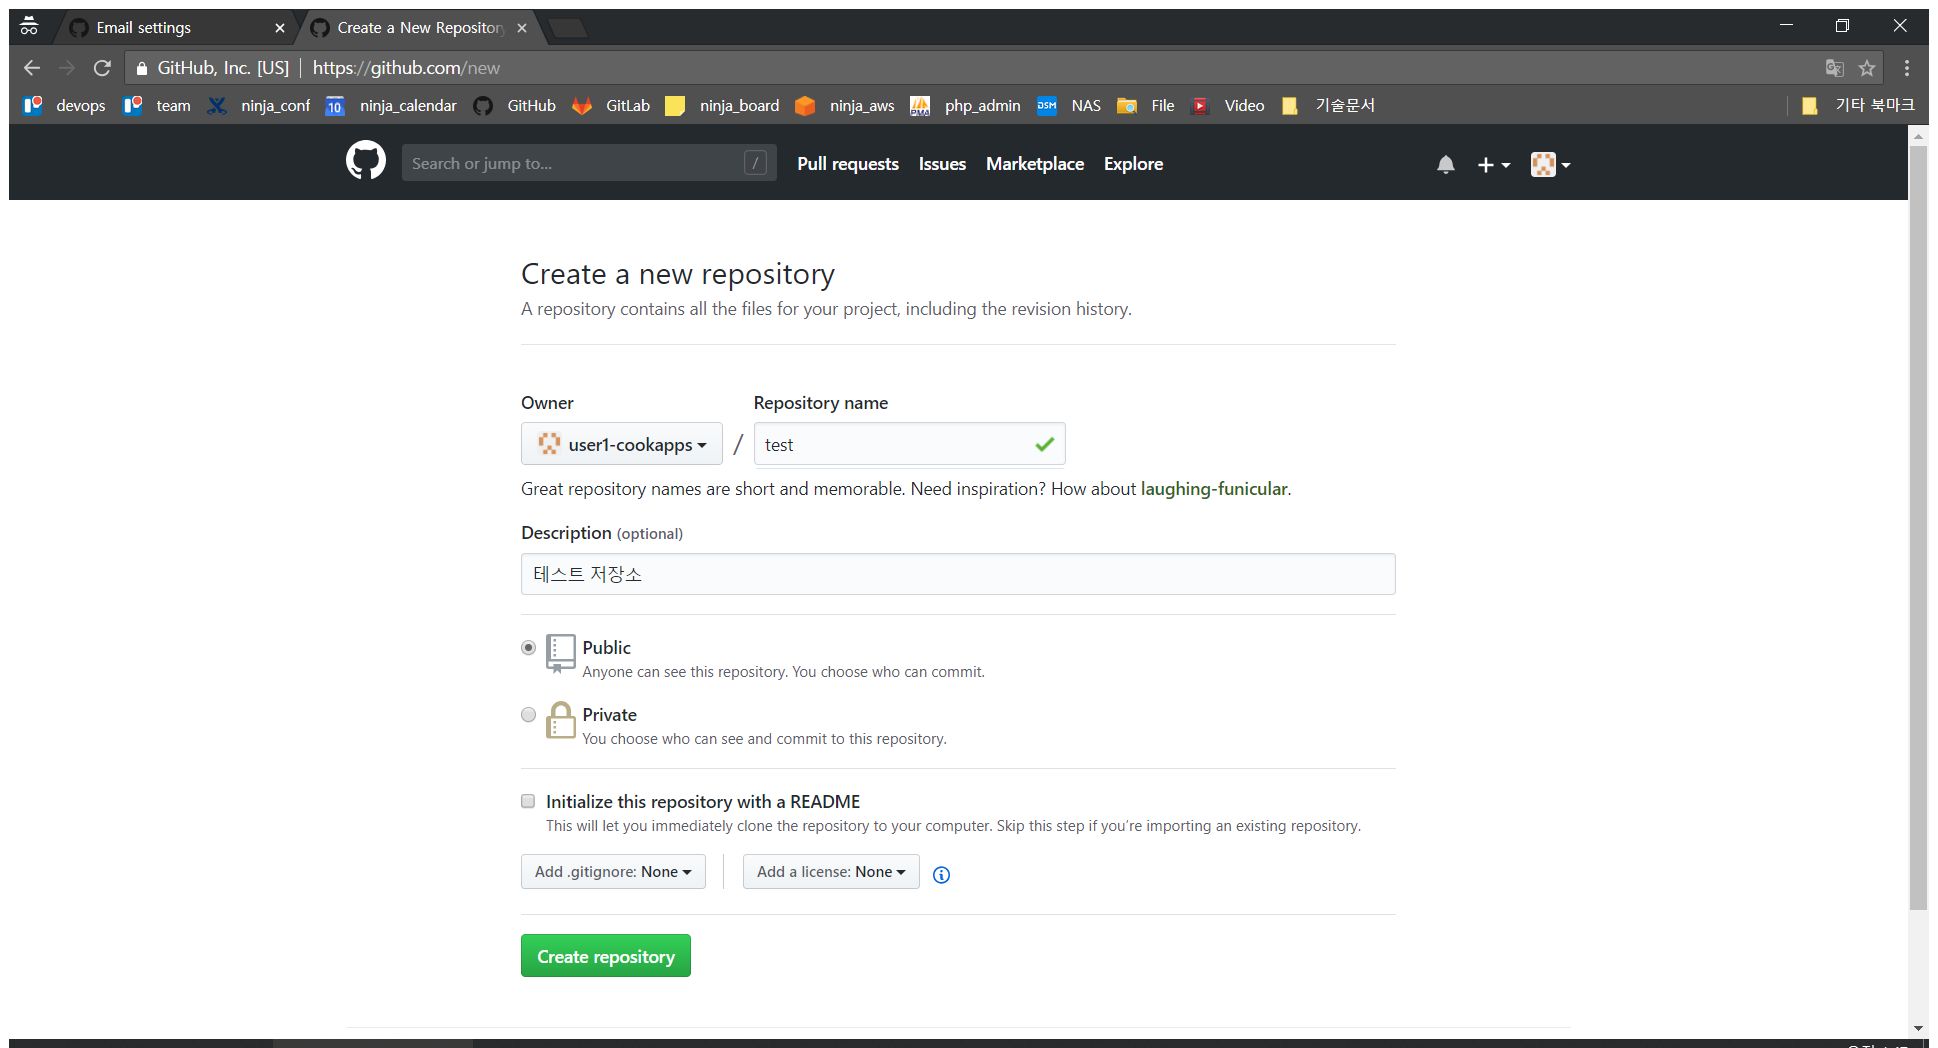 Email settings
Create a New Repository
GitHub, Inc. [US] | https://github.com/new
devops team ninja_conf 10 ninja_calendar GitHub GitLab ninja_board ninja_aws PMA php_admin DSM NAS File Video 기술문서 기타 북마크
Search or jump to... / Pull requests Issues Marketplace Explore
Create a new repository
A repository contains all the files for your project, including the revision history.
Owner Repository name
user1-cookapps / test
Great repository names are short and memorable. Need inspiration? How about laughing-funicular.
Description (optional)
테스트 저장소
Public
Anyone can see this repository. You choose who can commit.
Private
You choose who can see and commit to this repository.
Initialize this repository with a README
This will let you immediately clone the repository to your computer. Skip this step if you’re importing an existing repository.
Add .gitignore: None Add a license: None
Create repository